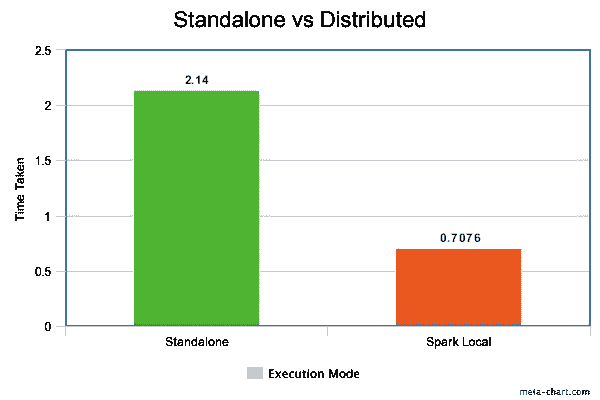 Standalone vs Distributed
2.5
2
1.5
1
0.5
0
Time Taken
2.14
0.7076
Standalone
Spark Local
Execution Mode
meta-chart.com